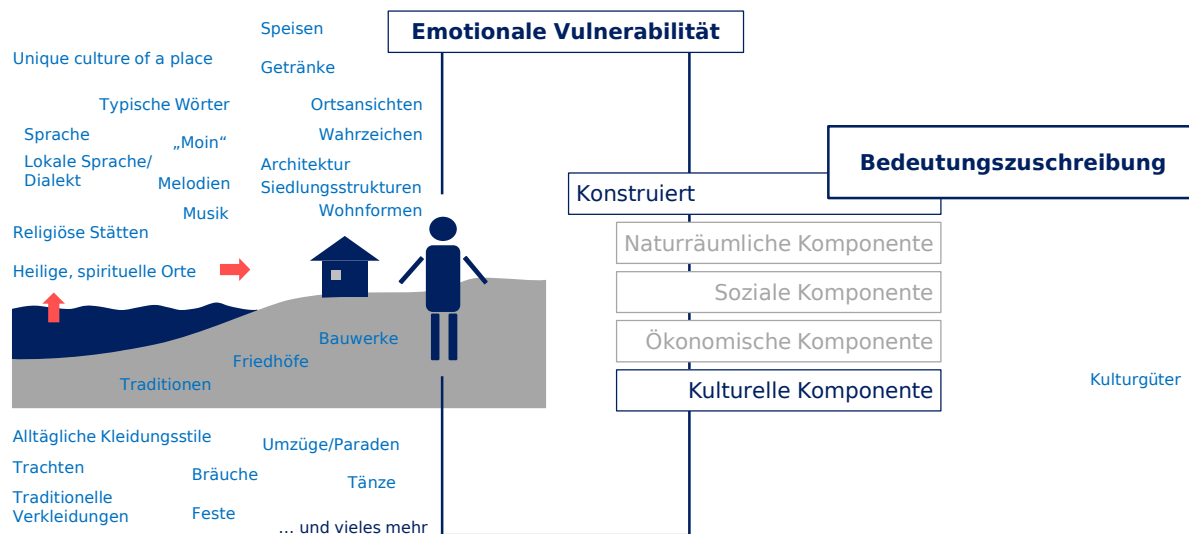 Emotionale Vulnerabilität
Speisen
Unique culture of a place
Getränke
Typische Wörter
Ortsansichten
Sprache
„Moin“
Wahrzeichen
Lokale Sprache/
Dialekt
Melodien
Architektur
Siedlungsstrukturen
Musik
Wohnformen
Religiöse Stätten
Heilige, spirituelle Orte
Bauwerke
Friedhöfe
Traditionen
Alltägliche Kleidungsstile
Umzüge/Paraden
Trachten
Bräuche
Tänze
Traditionelle
Verkleidungen
Feste
... und vieles mehr
Bedeutungszuschreibung
Konstruiert
Naturräumliche Komponente
Soziale Komponente
Ökonomische Komponente
Kulturelle Komponente
Kulturgüter